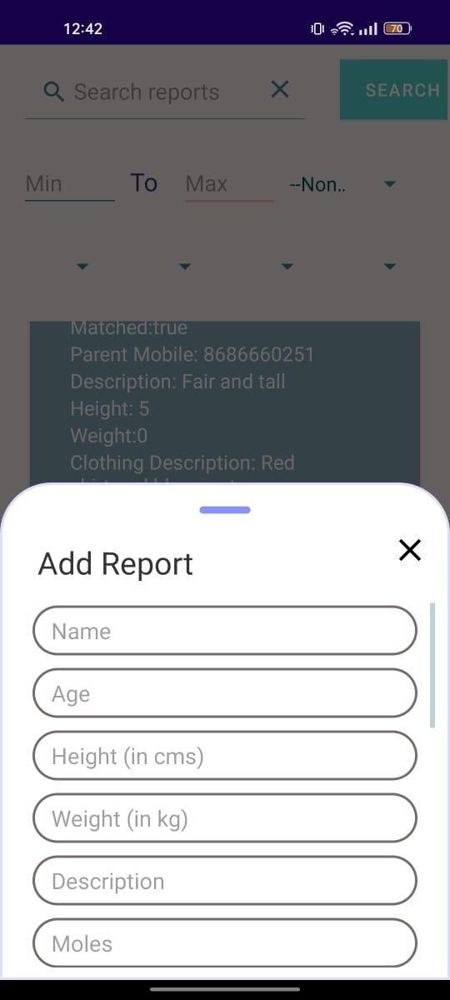 12:42
70
Search reports
SEARCH
Min To Max --Non..
Matched:true
Parent Mobile: 8686660251
Description: Fair and tall
Height: 5
Weight:0
Clothing Description: Red
Add Report
Name
Age
Height (in cms)
Weight (in kg)
Description
Moles